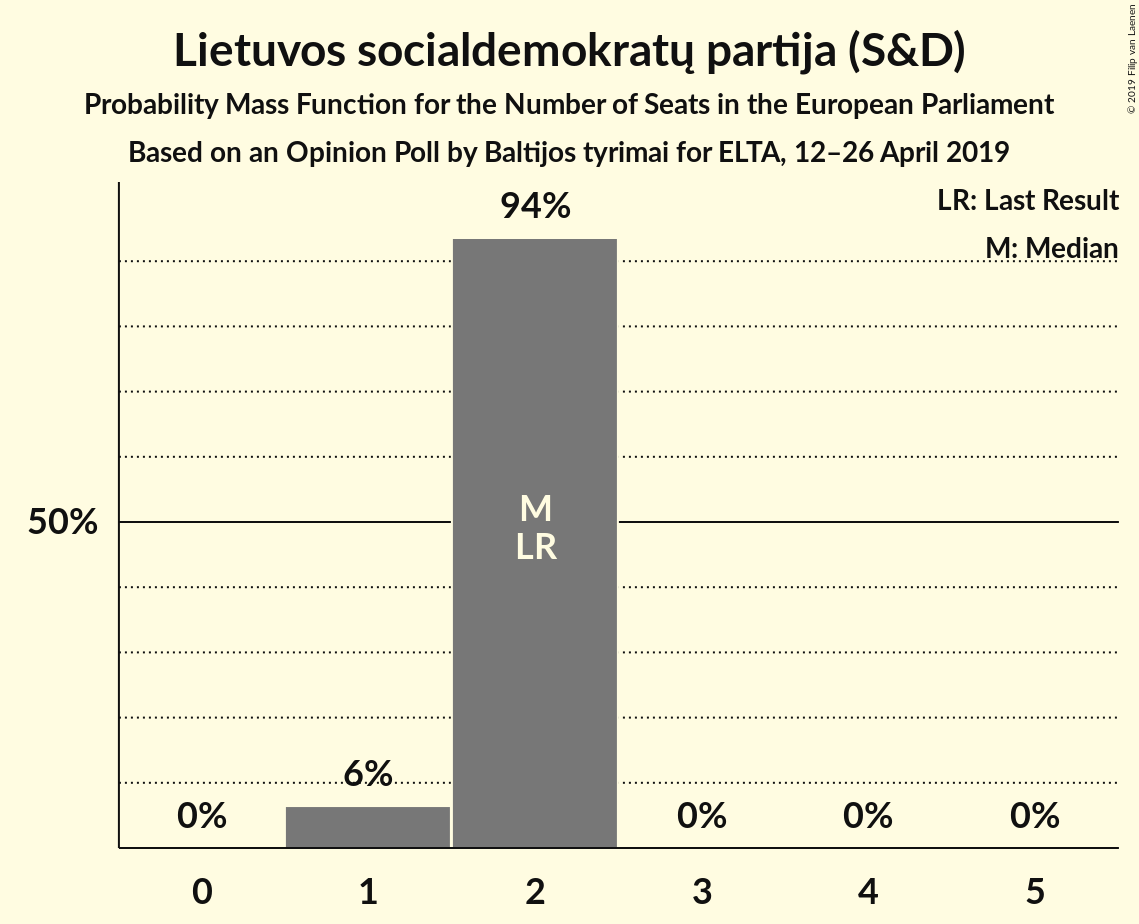 Lietuvos socialdemokratų partija (S&D)
Probability Mass Function for the Number of Seats in the European Parliament
Based on an Opinion Poll by Baltijos tyrimai for ELTA, 12–26 April 2019
© 2019 Filip van Laenen
LR: Last Result
M: Median
94%
50%
M
LR
6%
0%
0%
0%
0%
0
1
2
3
4
5